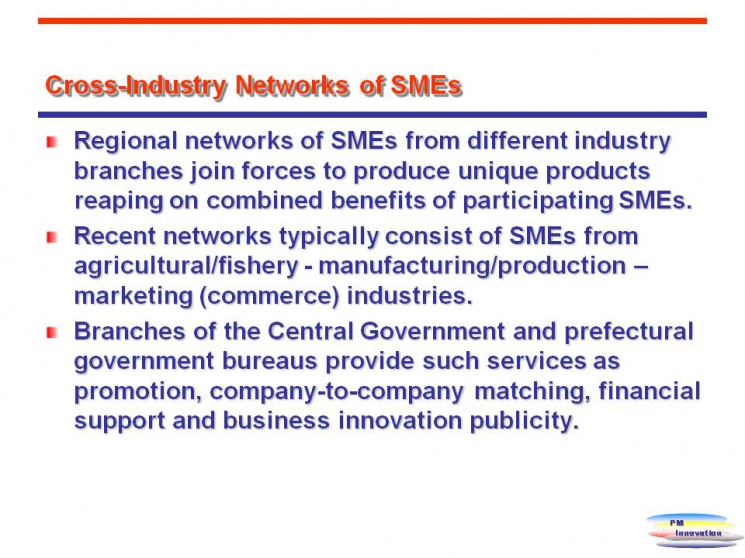 Cross-Industry Networks of SMEs
Regional networks of SMEs from different industry
branches join forces to produce unique products
reaping on combined benefits of participating SMEs.
Recent networks typically consist of SMEs from
agricultural/fishery - manufacturing/production –
marketing (commerce) industries.
Branches of the Central Government and prefectural
government bureaus provide such services as
promotion, company-to-company matching, financial
support and business innovation publicity.
PM
Innovation